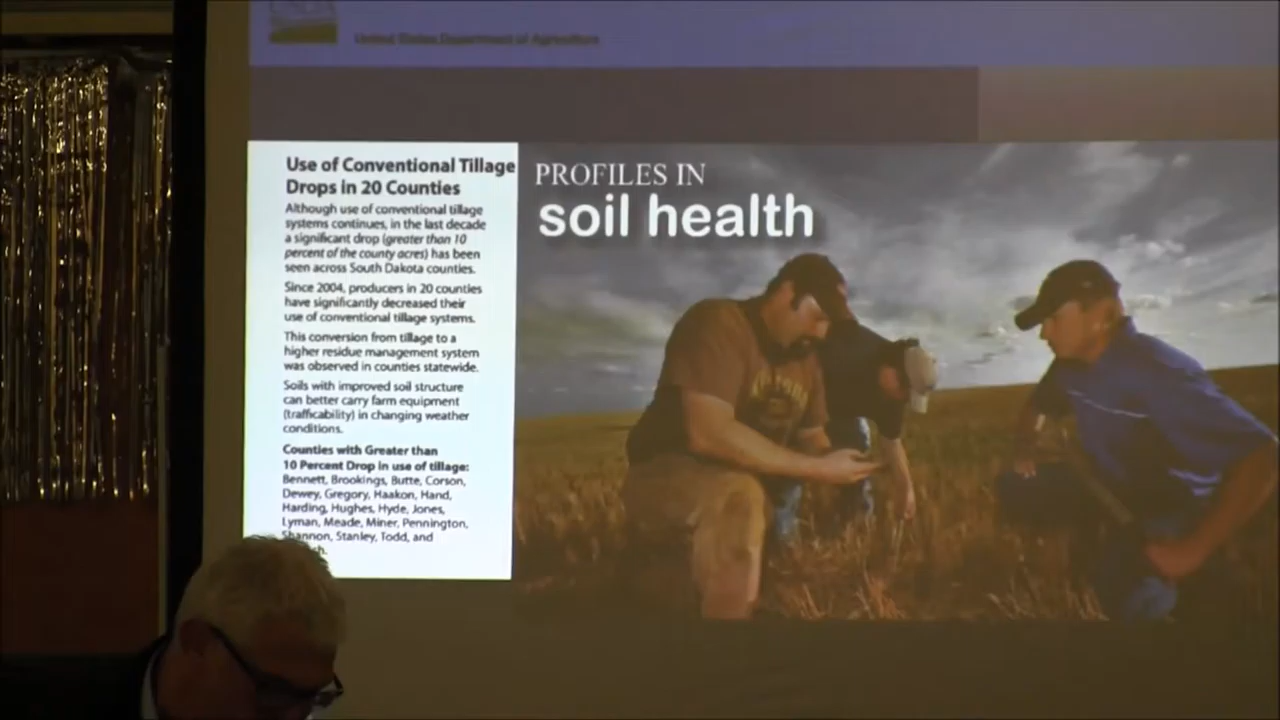 United States Department of Agriculture
Use of Conventional Tillage
Drops in 20 Counties
Although use of conventional tillage
systems continues, in the last decade
a significant drop (greater than 10
percent of the county acres) has been
seen across South Dakota counties.
Since 2004, producers in 20 counties
have significantly decreased their
use of conventional tillage systems.
This conversion from tillage to a
higher residue management system
was observed in counties statewide.
Soils with improved soil structure
can better carry farm equipment
(trafficability) in changing weather
conditions.
Counties with Greater than
10 Percent Drop in use of tillage:
Bennett, Brookings, Butte, Corson,
Dewey, Gregory, Haakon, Hand,
Harding, Hughes, Hyde, Jones,
Lyman, Meade, Miner, Pennington,
Shannon, Stanley, Todd, and
PROFILES IN
soil health